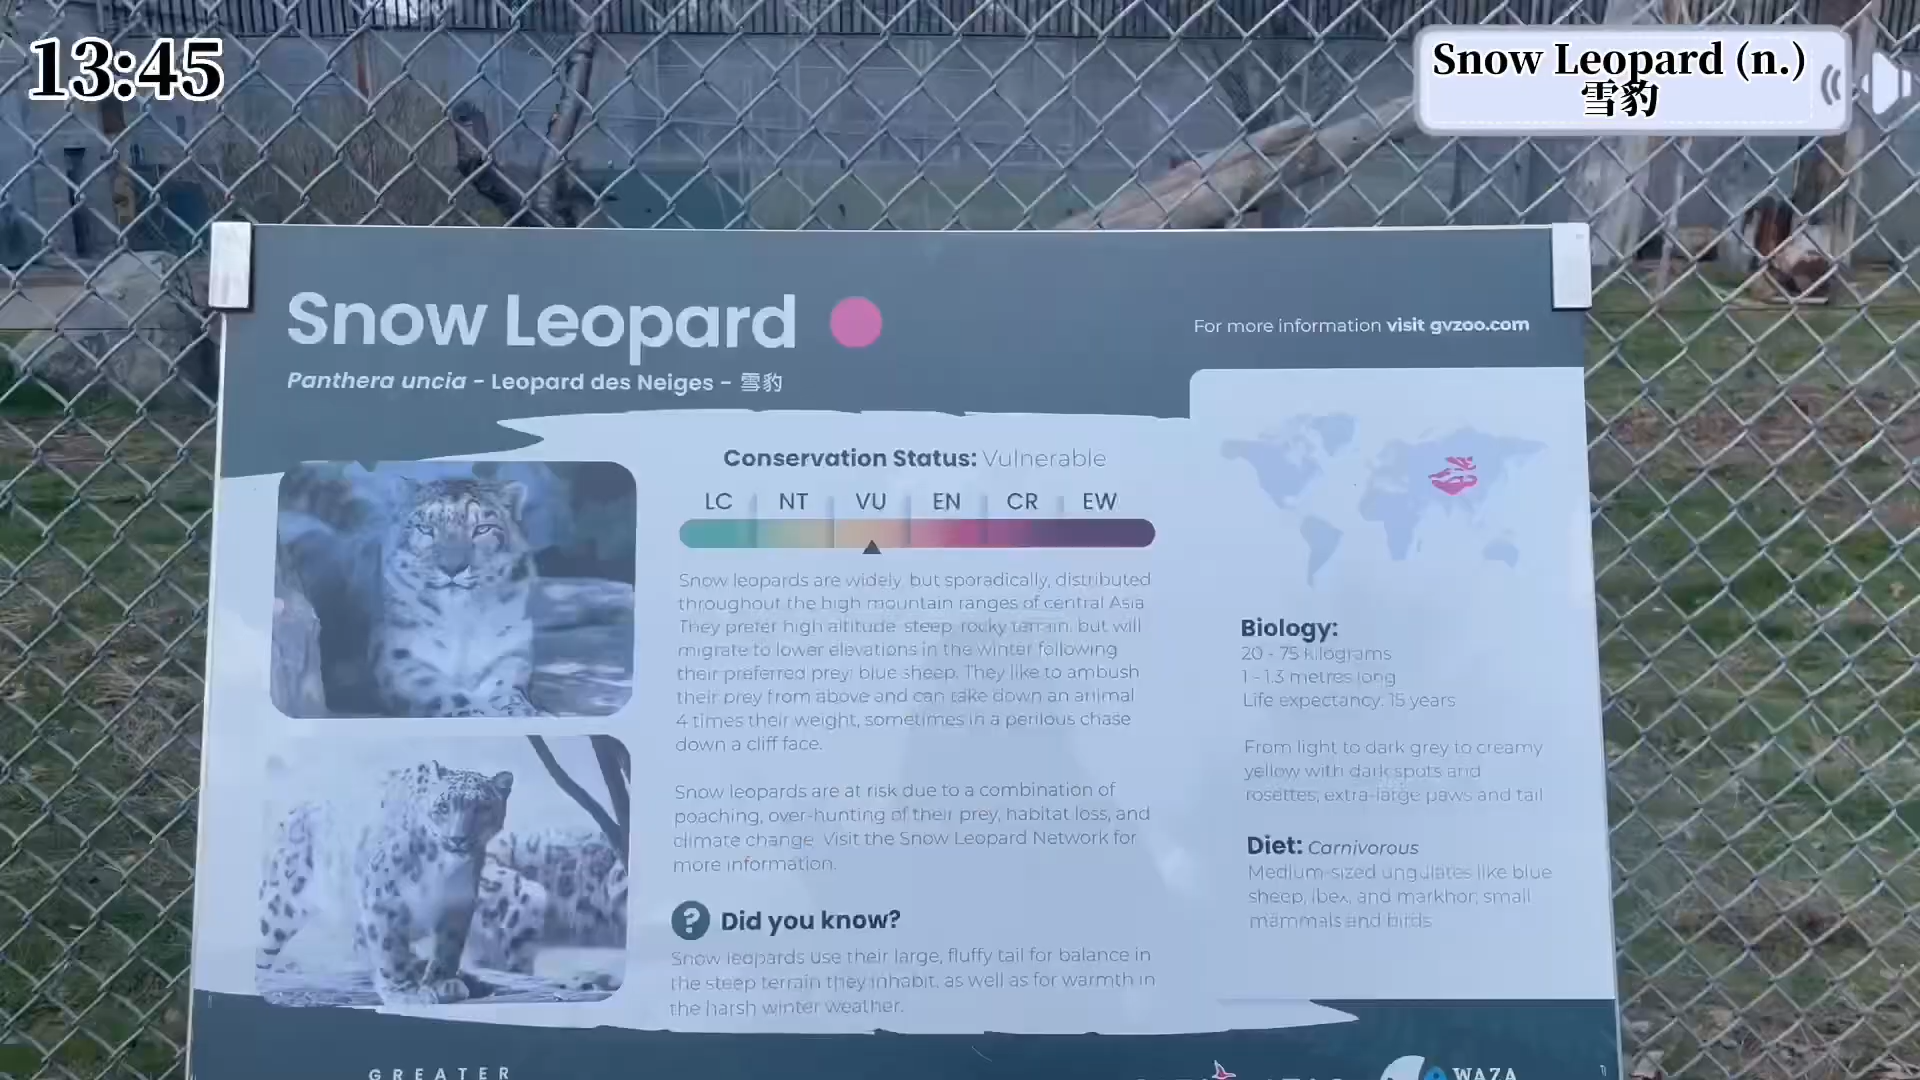 13:45
Snow Leopard (n.)
雪豹
Snow Leopard
For more information visit gvzoo.com
Panthera uncia - Leopard des Neiges - 雪豹
Conservation Status: Vulnerable
LC NT VU EN CR EW
Snow leopards are widely, but sporadically, distributed
throughout the high mountain ranges of central Asia.
They prefer high altitude steep rocky terrain, but will
migrate to lower elevations in the winter following
their preferred prey: blue sheep. They like to ambush
their prey from above and can take down an animal
4 times their weight, sometimes in a perilous chase
down a cliff face.
Snow leopards are at risk due to a combination of
poaching, over-hunting of their prey, habitat loss, and
climate change. Visit the Snow Leopard Network for
more information.
? Did you know?
Snow leopards use their large, fluffy tail for balance in
the steep terrain they inhabit, as well as for warmth in
the harsh winter weather.
Biology:
20 - 75 kilograms
1 - 1.3 metres long
Life expectancy: 15 years
From light to dark grey to creamy
yellow with dark spots and
rosettes, extra-large paws and tail
Diet: Carnivorous
Medium-sized ungulates like blue
sheep, ibex, and markhor; small
mammals and birds
GREATER
WAZA